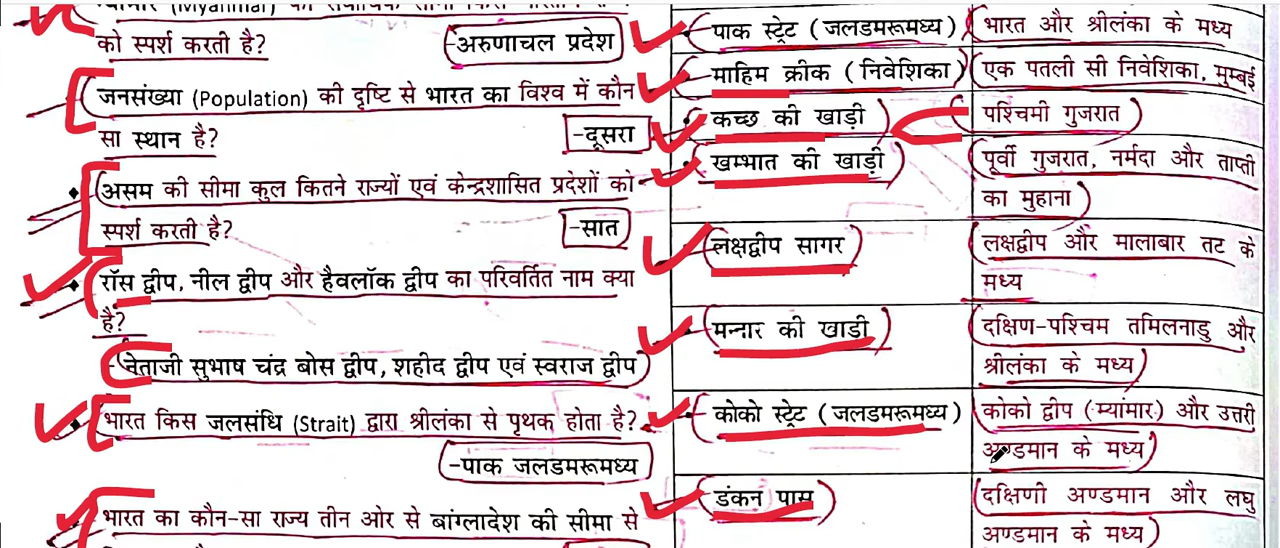 को स्पर्श करती है?
-अरुणाचल प्रदेश
जनसंख्या (Population) की दृष्टि से भारत का विश्व में कौन
सा स्थान है?
-दूसरा
असम की सीमा कुल कितने राज्यों एवं केन्द्रशासित प्रदेशों को
स्पर्श करती है?
-सात
रॉस द्वीप, नील द्वीप और हैवलॉक द्वीप का परिवर्तित नाम क्या
है?
-नेताजी सुभाष चंद्र बोस द्वीप, शहीद द्वीप एवं स्वराज द्वीप
भारत किस जलसंधि (Strait) द्वारा श्रीलंका से पृथक होता है?
-पाक जलडमरूमध्य
भारत का कौन-सा राज्य तीन ओर से बांग्लादेश की सीमा से
पाक स्ट्रेट (जलडमरूमध्य) भारत और श्रीलंका के मध्य
माहिम क्रीक (निवेशिका) एक पतली सी निवेशिका, मुम्बई
कच्छ की खाड़ी पश्चिमी गुजरात
खम्भात की खाड़ी पूर्वी गुजरात, नर्मदा और ताप्ती
का मुहाना
लक्षद्वीप सागर लक्षद्वीप और मालाबार तट के
मध्य
मन्नार की खाड़ी दक्षिण-पश्चिम तमिलनाडु और
श्रीलंका के मध्य
कोको स्ट्रेट (जलडमरूमध्य) कोको द्वीप (म्यांमार) और उत्तरी
अण्डमान के मध्य
डंकन पास दक्षिणी अण्डमान और लघु
अण्डमान के मध्य